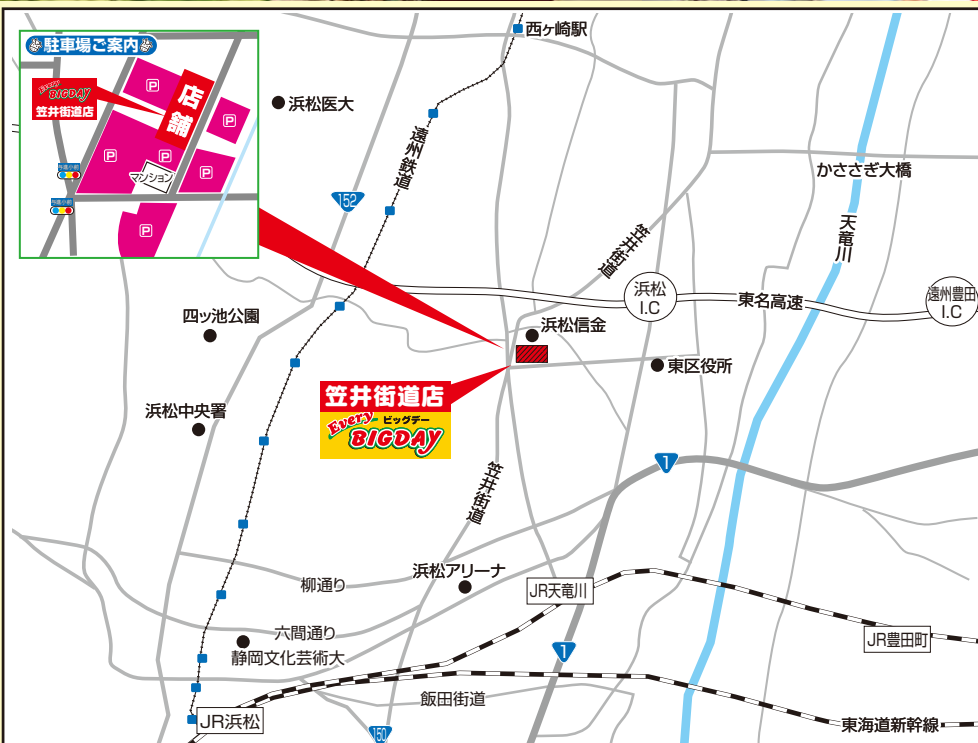 駐車場ご案内
Every
BIGDAY
笠井街道店
店舗
P
P
P
P
P
マンション
P
西ヶ崎駅
浜松医大
遠州鉄道
152
かささぎ大橋
天竜川
笠井街道
浜松
I.C
東名高速
遠州豊田
I.C
四ッ池公園
浜松信金
東区役所
笠井街道店
Every
ビッグデー
BIGDAY
浜松中央署
1
笠井街道
浜松アリーナ
柳通り
JR天竜川
六間通り
静岡文化芸術大
1
JR豊田町
飯田街道
JR浜松
150
東海道新幹線